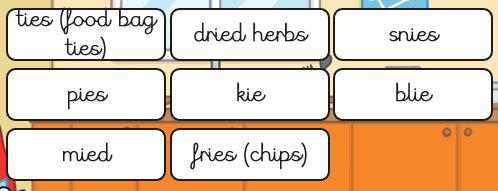 ties (food bag
ties)
dried herbs
snies
pies
kie
blie
mied
fries (chips)